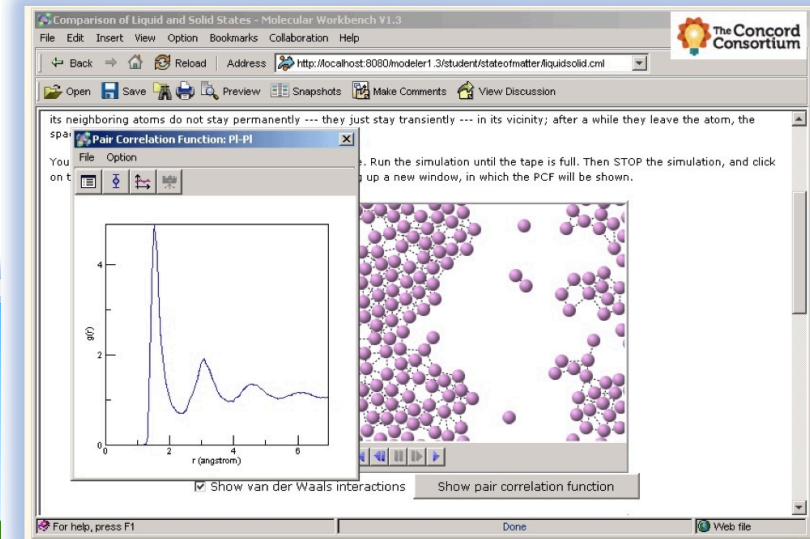 Comparison of Liquid and Solid States - Molecular Workbench V1.3
The Concord
Consortium
File Edit Insert View Option Bookmarks Collaboration Help
Back Reload Address http://localhost:8080/modeler1.3/student/stateofmatter/liquidsolid.cml
Open Save Preview Snapshots Make Comments View Discussion
its neighboring atoms do not stay permanently --- they just stay transiently --- in its vicinity; after a while they leave the atom, the
Pair Correlation Function: Pl-Pl
File Option
You
e. Run the simulation until the tape is full. Then STOP the simulation, and click
up a new window, in which the PCF will be shown.
4
2
0
g(r)
0 2 4 6
r (angstrom)
Show van der Waals interactions Show pair correlation function
For help, press F1 Done Web file